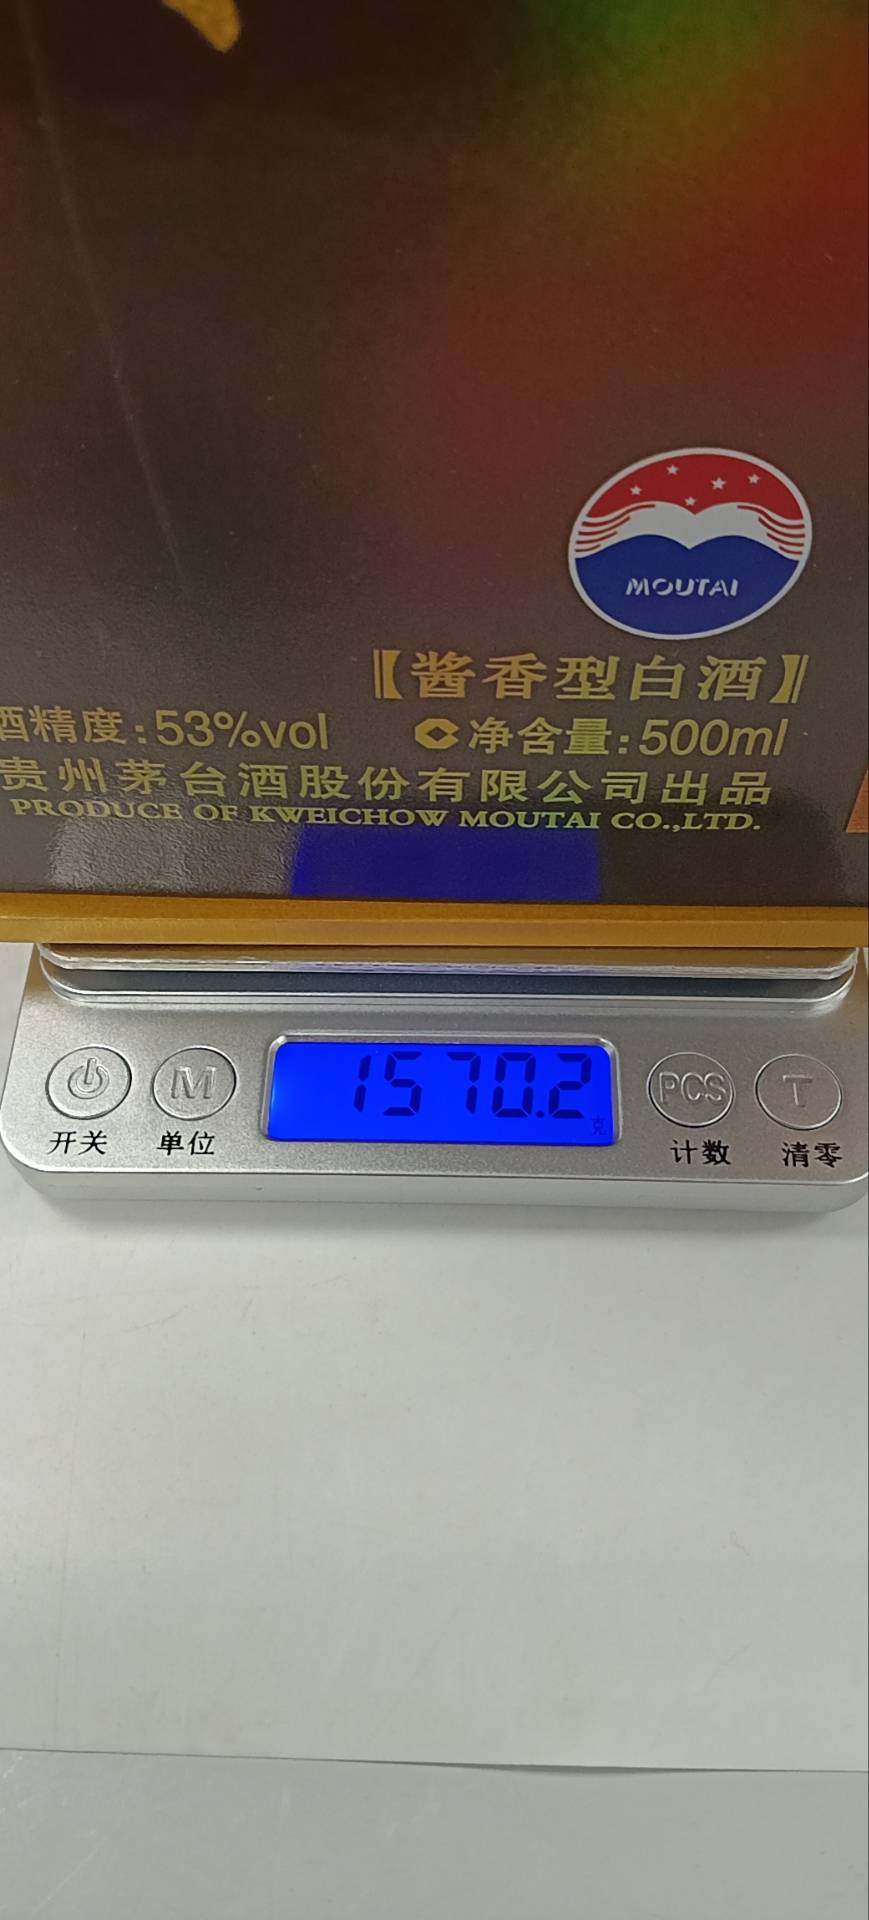 MOUTAI
【酱香型白酒】
酒精度:53%vol 净含量:500ml
贵州茅台酒股份有限公司出品
PRODUCE OF KWEICHOW MOUTAI CO.,LTD.
1570.2
克
M PCS T
开关 单位 计数 清零